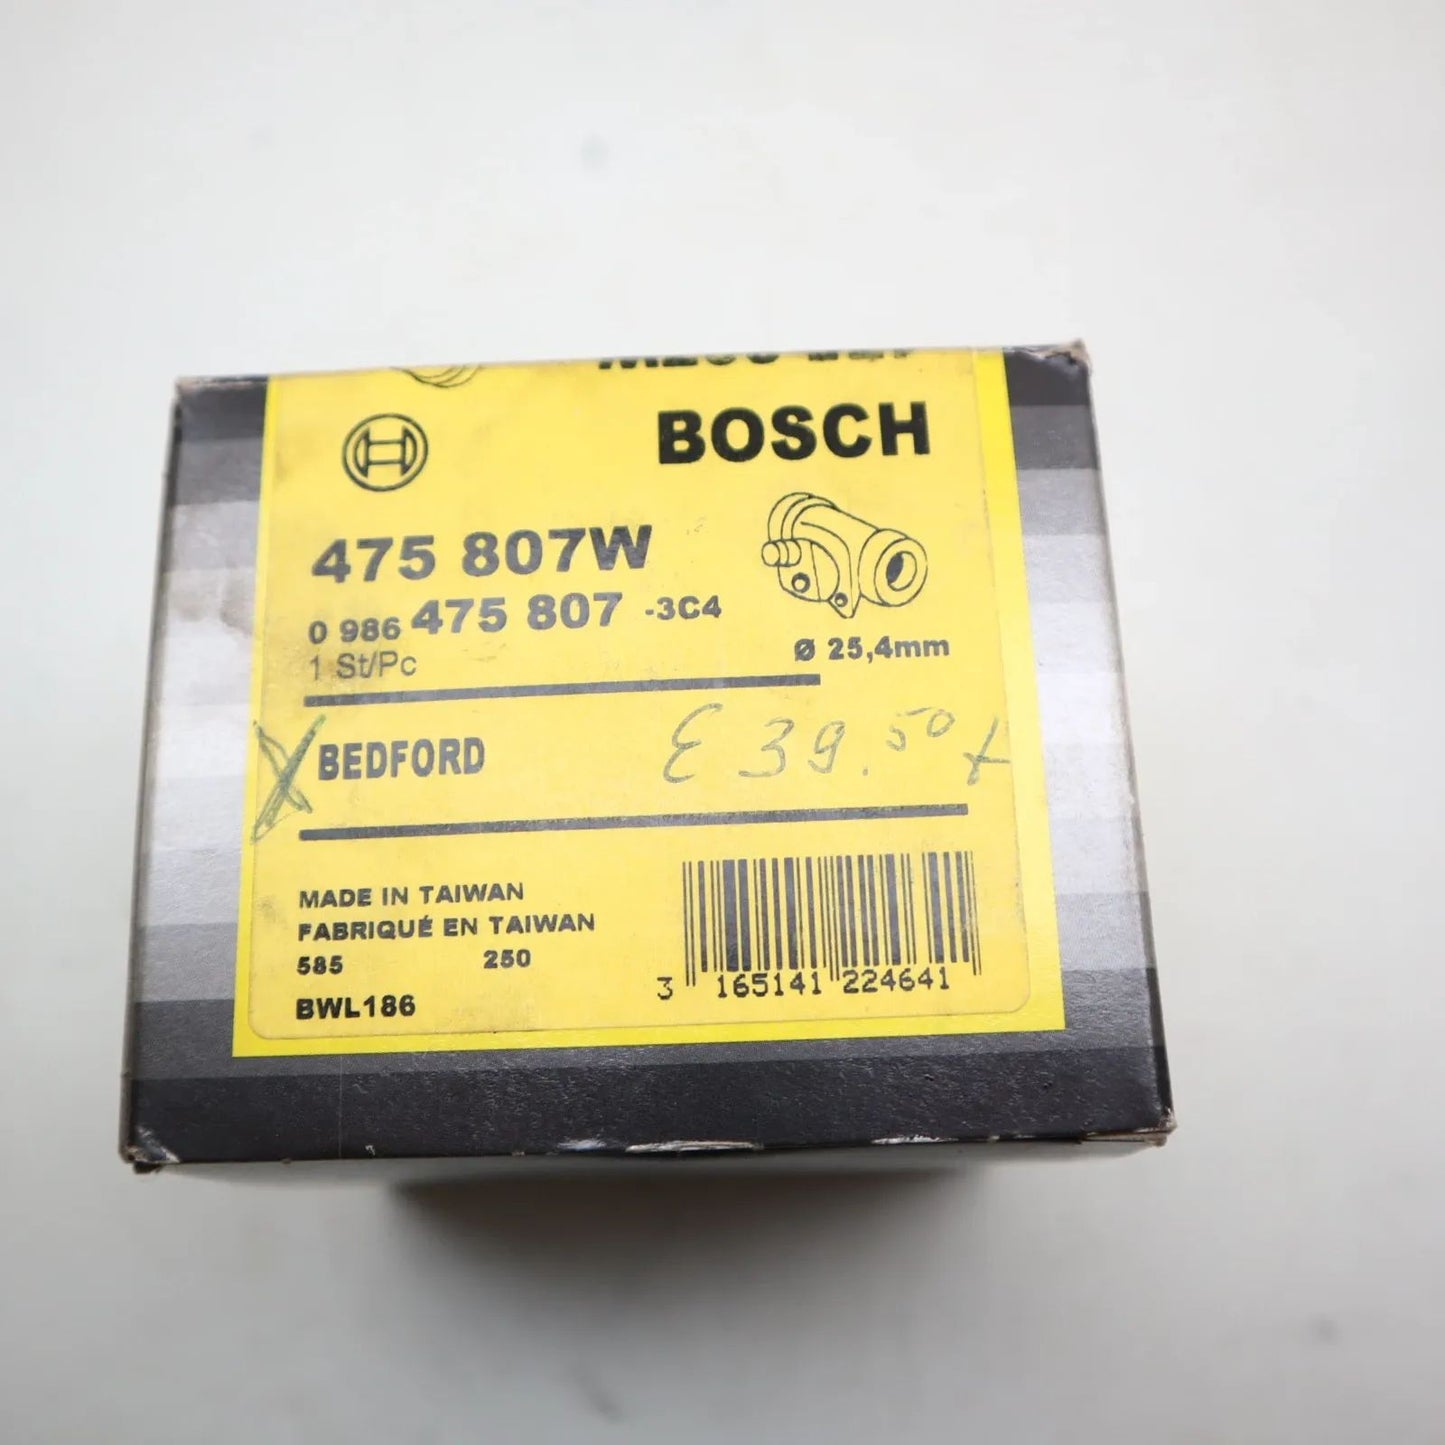 BOSCH
475 807W
0 986 475 807 -3C4
1 St/Pc
Ø 25,4mm
BEDFORD
€ 39.50
MADE IN TAIWAN
FABRIQUÉ EN TAIWAN
585 250
BWL186
3 165141 224641